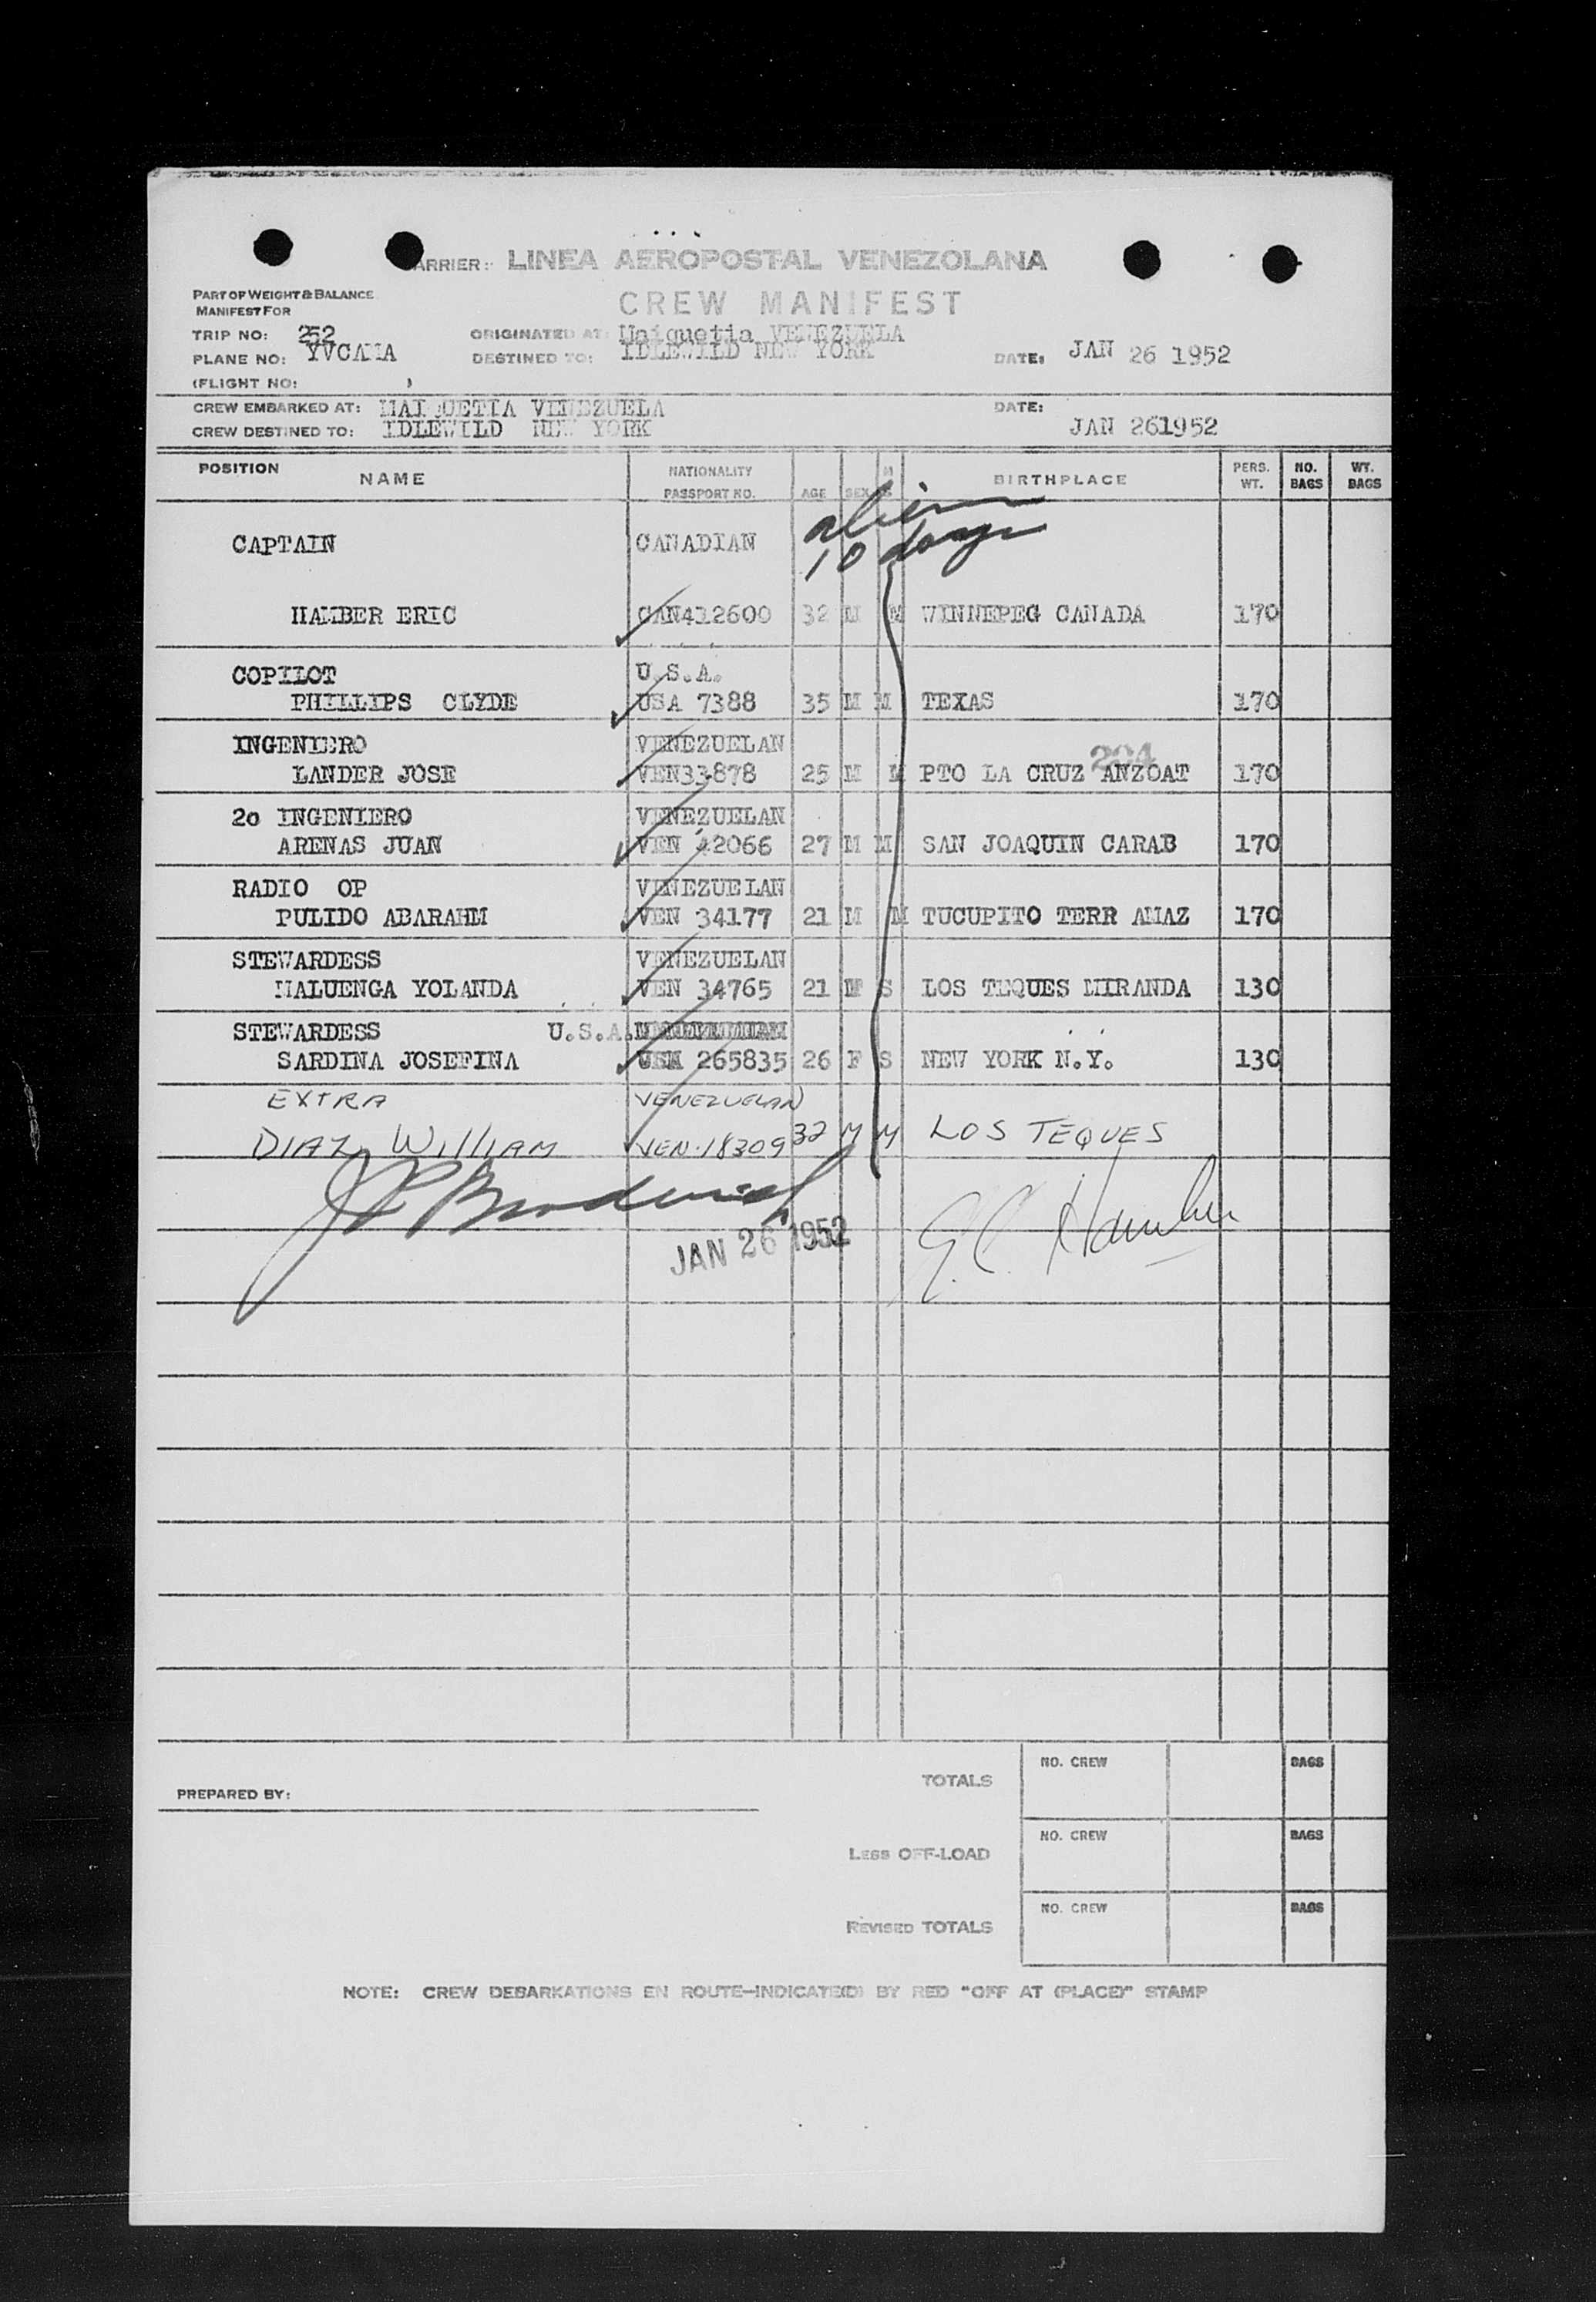 ARRIER: LINEA AEROPOSTAL VENEZOLANA
PART OF WEIGHT & BALANCE
MANIFEST FOR
CREW MANIFEST
TRIP NO: 252 ORIGINATED AT: Maiquetia VENEZUELA
PLANE NO: YVCAMA DESTINED TO: IDLEWILD NEW YORK DATE: JAN 26 1952
(FLIGHT NO: )
CREW EMBARKED AT: MAIQUETIA VENEZUELA DATE:
CREW DESTINED TO: IDLEWILD NEW YORK JAN 261952
POSITION NAME NATIONALITY PASSPORT NO. AGE SEX M S BIRTHPLACE PERS. WT. NO. BAGS WT. BAGS
alien
10 days
CAPTAIN CANADIAN
HAMBER ERIC CAN412600 32 M M WINNEPEG CANADA 170
COPILOT U.S.A.
PHILLIPS CLYDE USA 7388 35 M M TEXAS 170
INGENIERO VENEZUELAN 204
LANDER JOSE VEN33878 25 M M PTO LA CRUZ ANZOAT 170
2o INGENIERO VENEZUELAN
ARENAS JUAN VEN 42066 27 M M SAN JOAQUIN CARAB 170
RADIO OP VENEZUELAN
PULIDO ABARAHM VEN 34177 21 M M TUCUPITO TERR AMAZ 170
STEWARDESS VENEZUELAN
MALUENGA YOLANDA VEN 34765 21 S LOS TEQUES MIRANDA 130
STEWARDESS U.S.A.
SARDINA JOSEFINA USA 265835 26 F S NEW YORK N.Y. 130
EXTRA VENEZUELAN
DIAZ WILLIAM VEN. 18309 32 M M LOS TEQUES
JAN 26 1952 E.C. Hamber
TOTALS NO. CREW BAGS
PREPARED BY:
LESS OFF-LOAD NO. CREW BAGS
REVISED TOTALS NO. CREW BAGS
NOTE: CREW DEBARKATIONS EN ROUTE-INDICATE(D) BY RED "OFF AT (PLACE)" STAMP